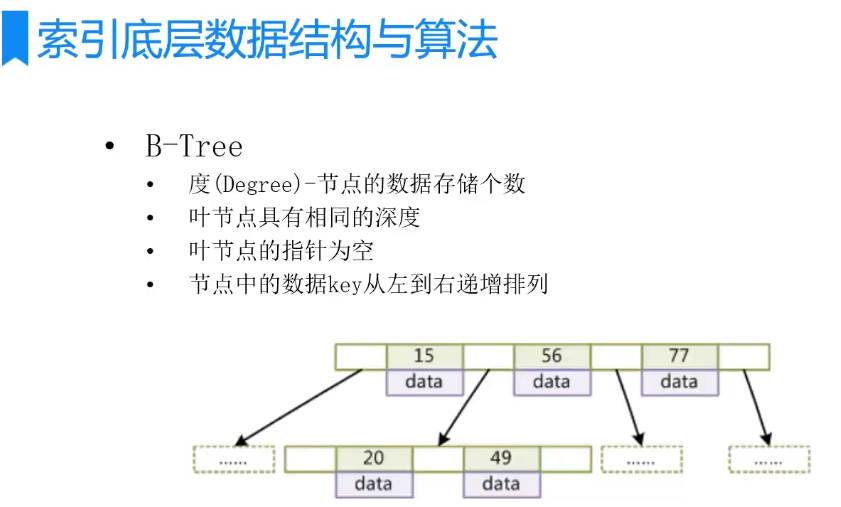 索引底层数据结构与算法
• B-Tree
• 度(Degree)-节点的数据存储个数
• 叶节点具有相同的深度
• 叶节点的指针为空
• 节点中的数据key从左到右递增排列
15 56 77
data data data
...... 20 49 ...... ......
data data